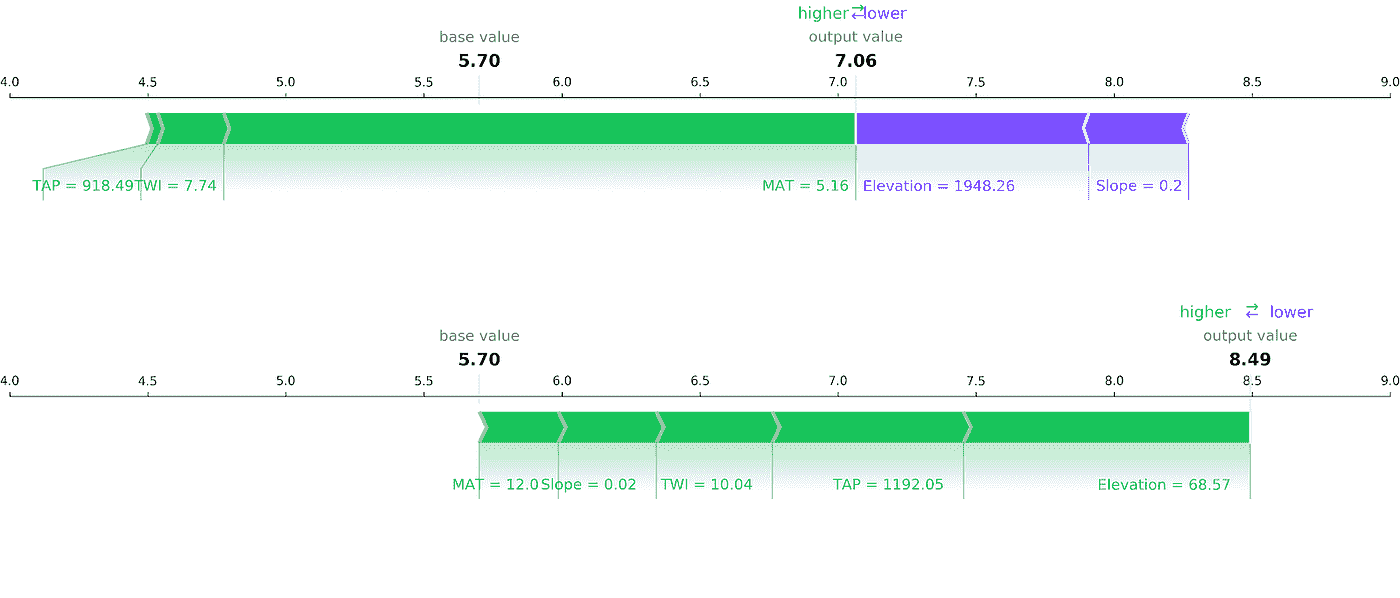 higher ⇄ lower
base value output value
5.70 7.06
4.0 4.5 5.0 5.5 6.0 6.5 7.0 7.5 8.0 8.5 9.0
TAP = 918.49 TWI = 7.74 MAT = 5.16 Elevation = 1948.26 Slope = 0.2
higher ⇄ lower
base value output value
5.70 8.49
4.0 4.5 5.0 5.5 6.0 6.5 7.0 7.5 8.0 8.5 9.0
MAT = 12.0 Slope = 0.02 TWI = 10.04 TAP = 1192.05 Elevation = 68.57